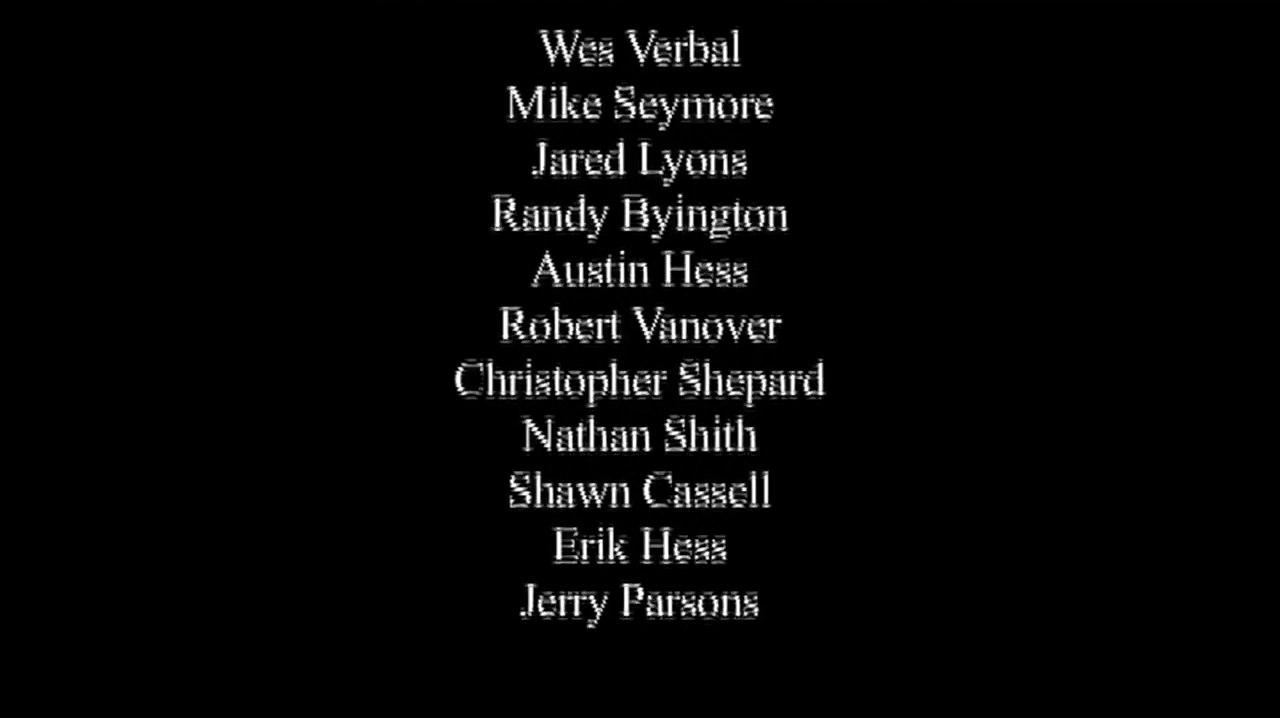 Wes Verbal
Mike Seymore
Jared Lyons
Randy Byington
Austin Hess
Robert Vanover
Christopher Shepard
Nathan Shith
Shawn Cassell
Erik Hess
Jerry Parsons